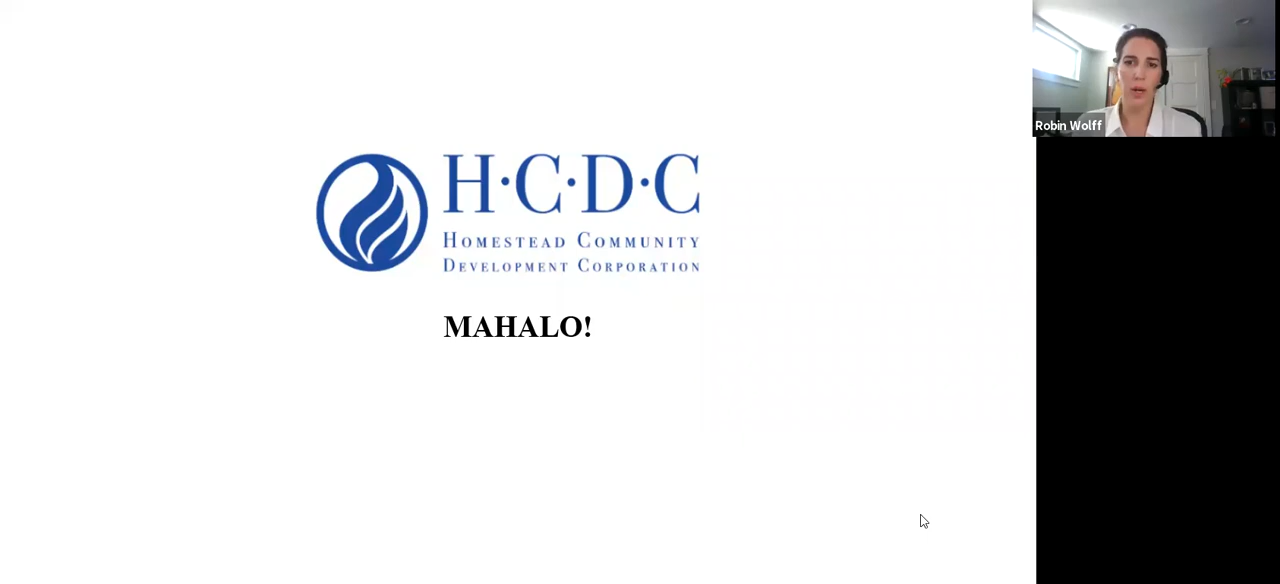 H·C·D·C
HOMESTEAD COMMUNITY
DEVELOPMENT CORPORATION
MAHALO!
Robin Wolff